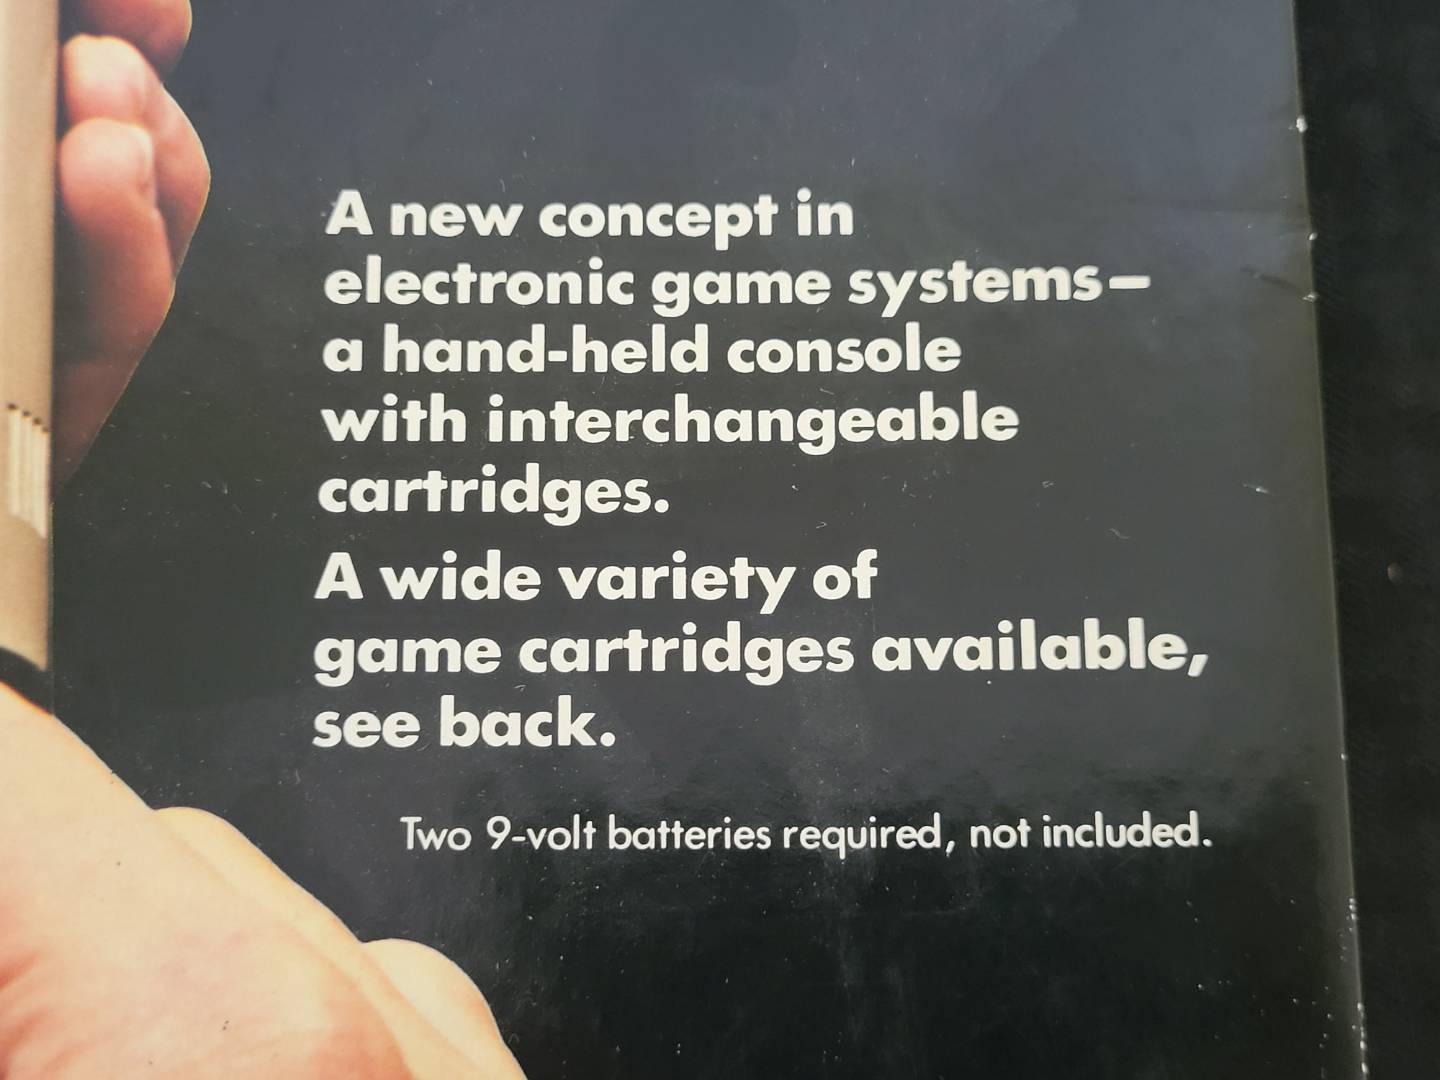 A new concept in
electronic game systems–
a hand-held console
with interchangeable
cartridges.
A wide variety of
game cartridges available,
see back.
Two 9-volt batteries required, not included.